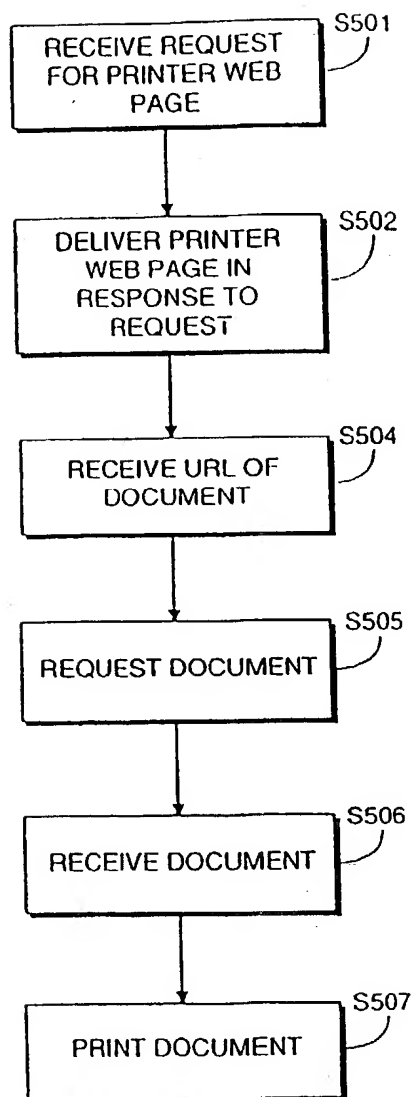 S501
RECEIVE REQUEST
FOR PRINTER WEB
PAGE
S502
DELIVER PRINTER
WEB PAGE IN
RESPONSE TO
REQUEST
S504
RECEIVE URL OF
DOCUMENT
S505
REQUEST DOCUMENT
S506
RECEIVE DOCUMENT
S507
PRINT DOCUMENT